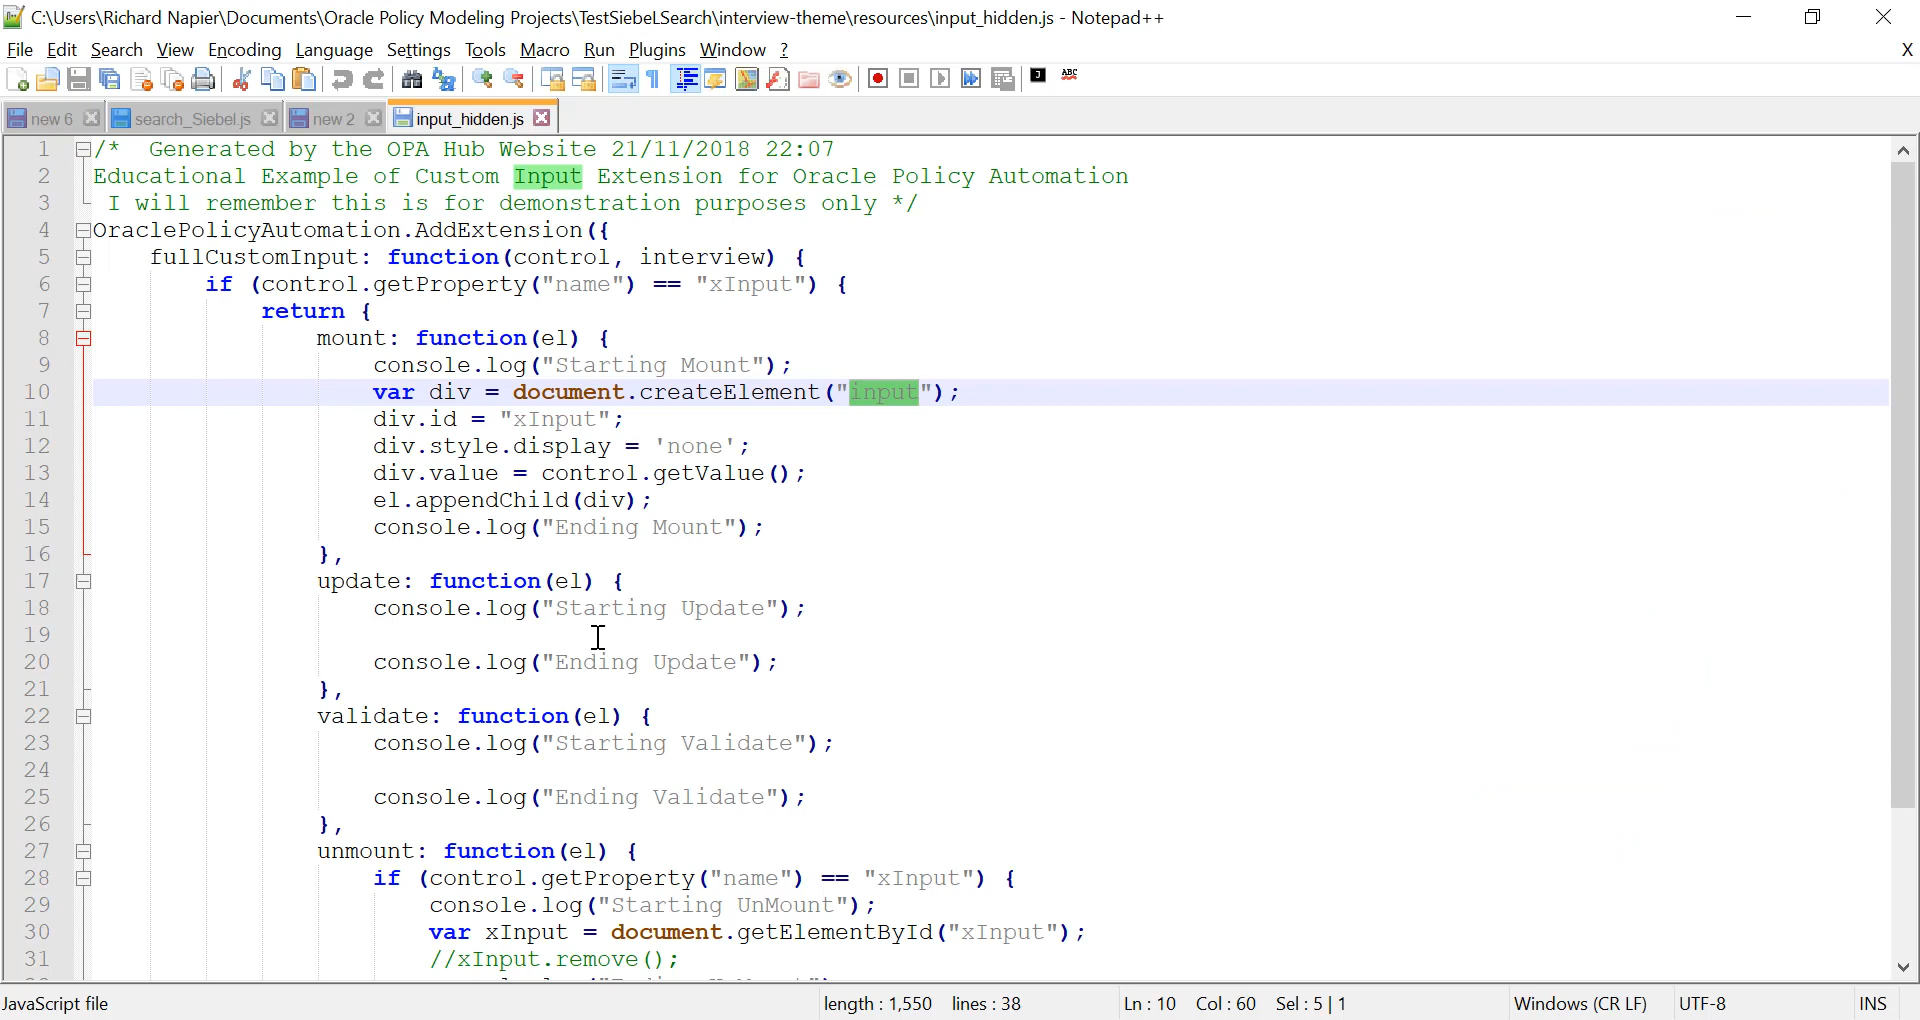 C:\Users\Richard Napier\Documents\Oracle Policy Modeling Projects\TestSiebeLSearch\interview-theme\resources\input_hidden.js - Notepad++
File Edit Search View Encoding Language Settings Tools Macro Run Plugins Window ? X
new 6 search_Siebel.js new 2 input_hidden.js
1 /*  Generated by the OPA Hub Website 21/11/2018 22:07
2 Educational Example of Custom Input Extension for Oracle Policy Automation
3 I will remember this is for demonstration purposes only */
4 OraclePolicyAutomation.AddExtension({
5 fullCustomInput: function(control, interview) {
6 if (control.getProperty("name") == "xInput") {
7 return {
8 mount: function(el) {
9 console.log("Starting Mount");
10 var div = document.createElement("input");
11 div.id = "xInput";
12 div.style.display = 'none';
13 div.value = control.getValue();
14 el.appendChild(div);
15 console.log("Ending Mount");
16 },
17 update: function(el) {
18 console.log("Starting Update");
19
20 console.log("Ending Update");
21 },
22 validate: function(el) {
23 console.log("Starting Validate");
24
25 console.log("Ending Validate");
26 },
27 unmount: function(el) {
28 if (control.getProperty("name") == "xInput") {
29 console.log("Starting UnMount");
30 var xInput = document.getElementById("xInput");
31 //xInput.remove();
JavaScript file length : 1,550 lines : 38 Ln : 10 Col : 60 Sel : 5 | 1 Windows (CR LF) UTF-8 INS